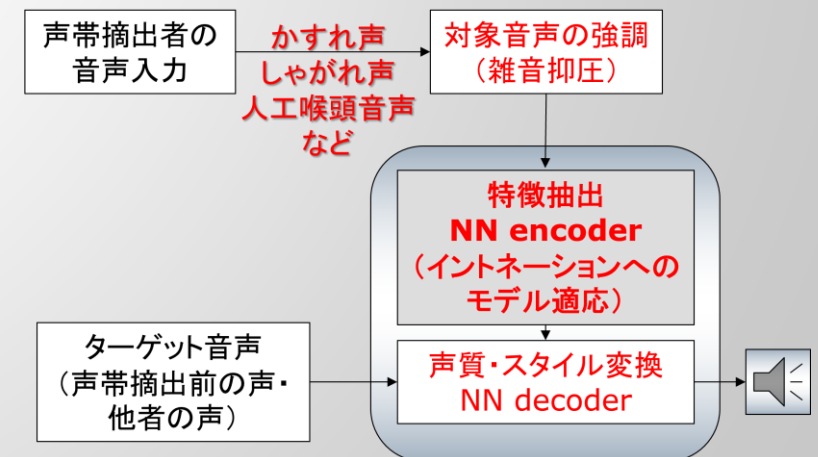 声帯摘出者の
音声入力
かすれ声
しゃがれ声
人工喉頭音声
など
対象音声の強調
（雑音抑圧）
特徴抽出
NN encoder
（イントネーションへの
モデル適応）
ターゲット音声
（声帯摘出前の声・
他者の声）
声質・スタイル変換
NN decoder